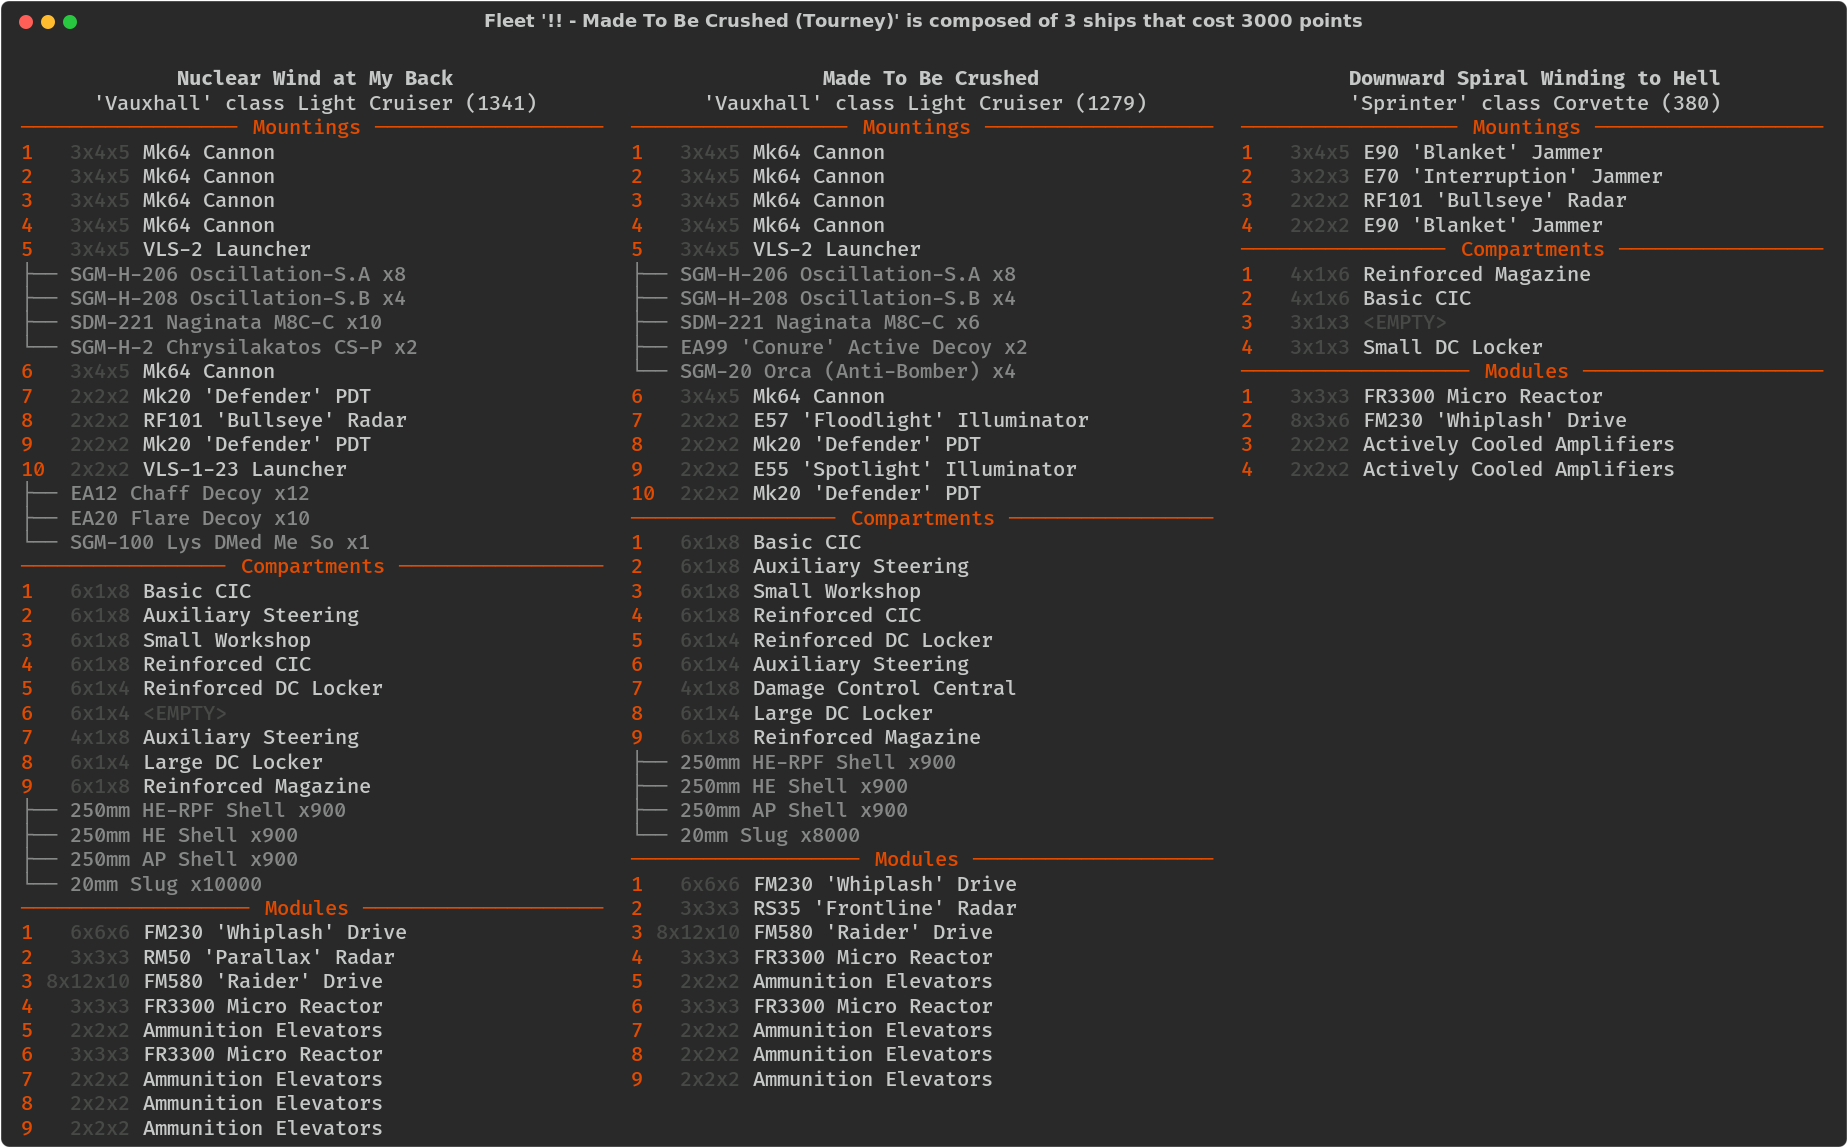 Fleet '!! - Made To Be Crushed (Tourney)' is composed of 3 ships that cost 3000 points
Nuclear Wind at My Back
'Vauxhall' class Light Cruiser (1341)
Mountings
1 3x4x5 Mk64 Cannon
2 3x4x5 Mk64 Cannon
3 3x4x5 Mk64 Cannon
4 3x4x5 Mk64 Cannon
5 3x4x5 VLS-2 Launcher
SGM-H-206 Oscillation-S.A x8
SGM-H-208 Oscillation-S.B x4
SDM-221 Naginata M8C-C x10
SGM-H-2 Chrysilakatos CS-P x2
6 3x4x5 Mk64 Cannon
7 2x2x2 Mk20 'Defender' PDT
8 2x2x2 RF101 'Bullseye' Radar
9 2x2x2 Mk20 'Defender' PDT
10 2x2x2 VLS-1-23 Launcher
EA12 Chaff Decoy x12
EA20 Flare Decoy x10
SGM-100 Lys DMed Me So x1
Compartments
1 6x1x8 Basic CIC
2 6x1x8 Auxiliary Steering
3 6x1x8 Small Workshop
4 6x1x8 Reinforced CIC
5 6x1x4 Reinforced DC Locker
6 6x1x4 <EMPTY>
7 4x1x8 Auxiliary Steering
8 6x1x4 Large DC Locker
9 6x1x8 Reinforced Magazine
250mm HE-RPF Shell x900
250mm HE Shell x900
250mm AP Shell x900
20mm Slug x10000
Modules
1 6x6x6 FM230 'Whiplash' Drive
2 3x3x3 RM50 'Parallax' Radar
3 8x12x10 FM580 'Raider' Drive
4 3x3x3 FR3300 Micro Reactor
5 2x2x2 Ammunition Elevators
6 3x3x3 FR3300 Micro Reactor
7 2x2x2 Ammunition Elevators
8 2x2x2 Ammunition Elevators
9 2x2x2 Ammunition Elevators
Made To Be Crushed
'Vauxhall' class Light Cruiser (1279)
Mountings
1 3x4x5 Mk64 Cannon
2 3x4x5 Mk64 Cannon
3 3x4x5 Mk64 Cannon
4 3x4x5 Mk64 Cannon
5 3x4x5 VLS-2 Launcher
SGM-H-206 Oscillation-S.A x8
SGM-H-208 Oscillation-S.B x4
SDM-221 Naginata M8C-C x6
EA99 'Conure' Active Decoy x2
SGM-20 Orca (Anti-Bomber) x4
6 3x4x5 Mk64 Cannon
7 2x2x2 E57 'Floodlight' Illuminator
8 2x2x2 Mk20 'Defender' PDT
9 2x2x2 E55 'Spotlight' Illuminator
10 2x2x2 Mk20 'Defender' PDT
Compartments
1 6x1x8 Basic CIC
2 6x1x8 Auxiliary Steering
3 6x1x8 Small Workshop
4 6x1x8 Reinforced CIC
5 6x1x4 Reinforced DC Locker
6 6x1x4 Auxiliary Steering
7 4x1x8 Damage Control Central
8 6x1x4 Large DC Locker
9 6x1x8 Reinforced Magazine
250mm HE-RPF Shell x900
250mm HE Shell x900
250mm AP Shell x900
20mm Slug x8000
Modules
1 6x6x6 FM230 'Whiplash' Drive
2 3x3x3 RS35 'Frontline' Radar
3 8x12x10 FM580 'Raider' Drive
4 3x3x3 FR3300 Micro Reactor
5 2x2x2 Ammunition Elevators
6 3x3x3 FR3300 Micro Reactor
7 2x2x2 Ammunition Elevators
8 2x2x2 Ammunition Elevators
9 2x2x2 Ammunition Elevators
Downward Spiral Winding to Hell
'Sprinter' class Corvette (380)
Mountings
1 3x4x5 E90 'Blanket' Jammer
2 3x2x3 E70 'Interruption' Jammer
3 2x2x2 RF101 'Bullseye' Radar
4 2x2x2 E90 'Blanket' Jammer
Compartments
1 4x1x6 Reinforced Magazine
2 4x1x6 Basic CIC
3 3x1x3 <EMPTY>
4 3x1x3 Small DC Locker
Modules
1 3x3x3 FR3300 Micro Reactor
2 8x3x6 FM230 'Whiplash' Drive
3 2x2x2 Actively Cooled Amplifiers
4 2x2x2 Actively Cooled Amplifiers